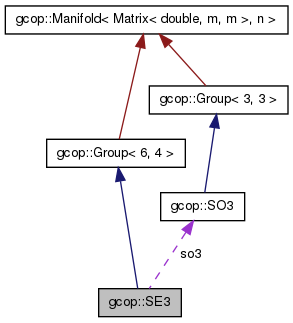 gcop::Manifold< Matrix< double, m, m >, n >
gcop::Group< 3, 3 >
gcop::Group< 6, 4 >
gcop::SO3
so3
gcop::SE3